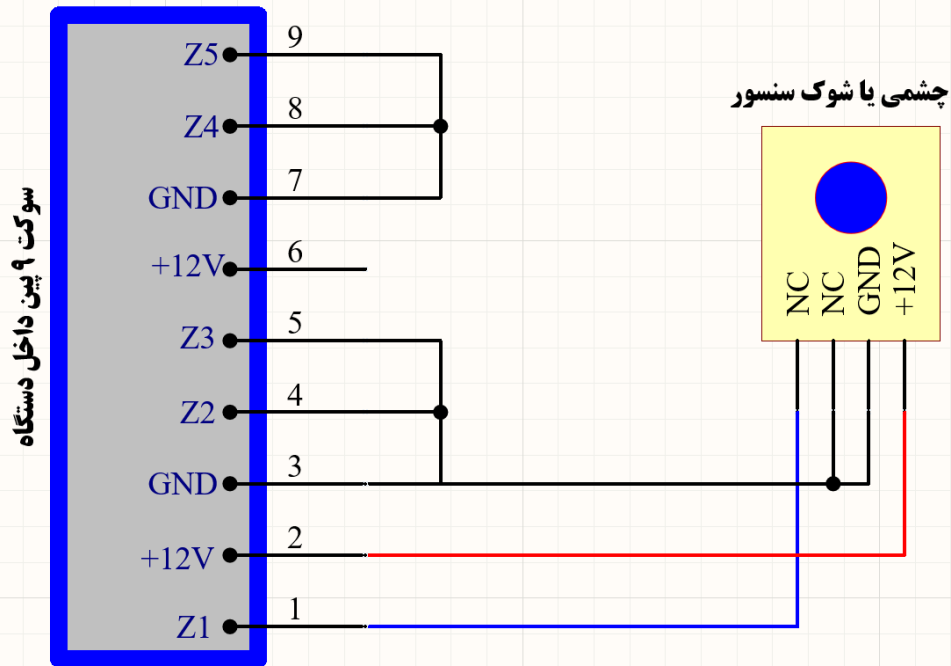 چشمی یا شوک سنسور
سوکت ۹ پین داخل دستگاه
Z5 9
Z4 8
GND 7
+12V 6
Z3 5
Z2 4
GND 3
+12V 2
Z1 1
NC
NC
GND
+12V